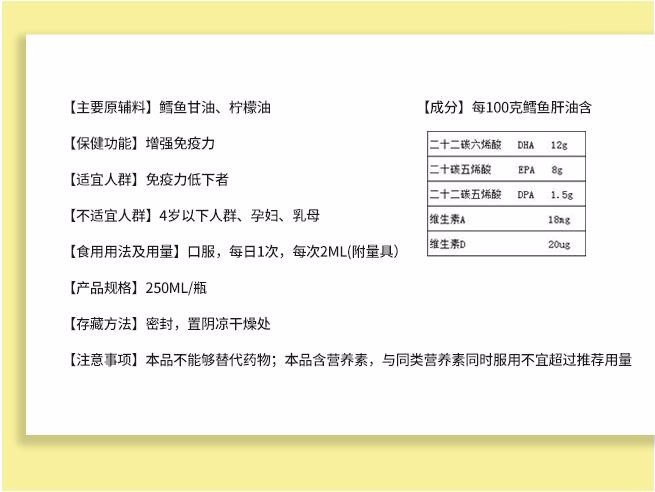 【主要原辅料】鳕鱼甘油、柠檬油
【保健功能】增强免疫力
【适宜人群】免疫力低下者
【不适宜人群】4岁以下人群、孕妇、乳母
【食用用法及用量】口服，每日1次，每次2ML(附量具）
【产品规格】250ML/瓶
【存藏方法】密封，置阴凉干燥处
【注意事项】本品不能够替代药物；本品含营养素，与同类营养素同时服用不宜超过推荐用量
【成分】每100克鳕鱼肝油含
二十二碳六烯酸 DHA 12g
二十碳五烯酸 EPA 8g
二十二碳五烯酸 DPA 1.5g
维生素A 18mg
维生素D 20ug